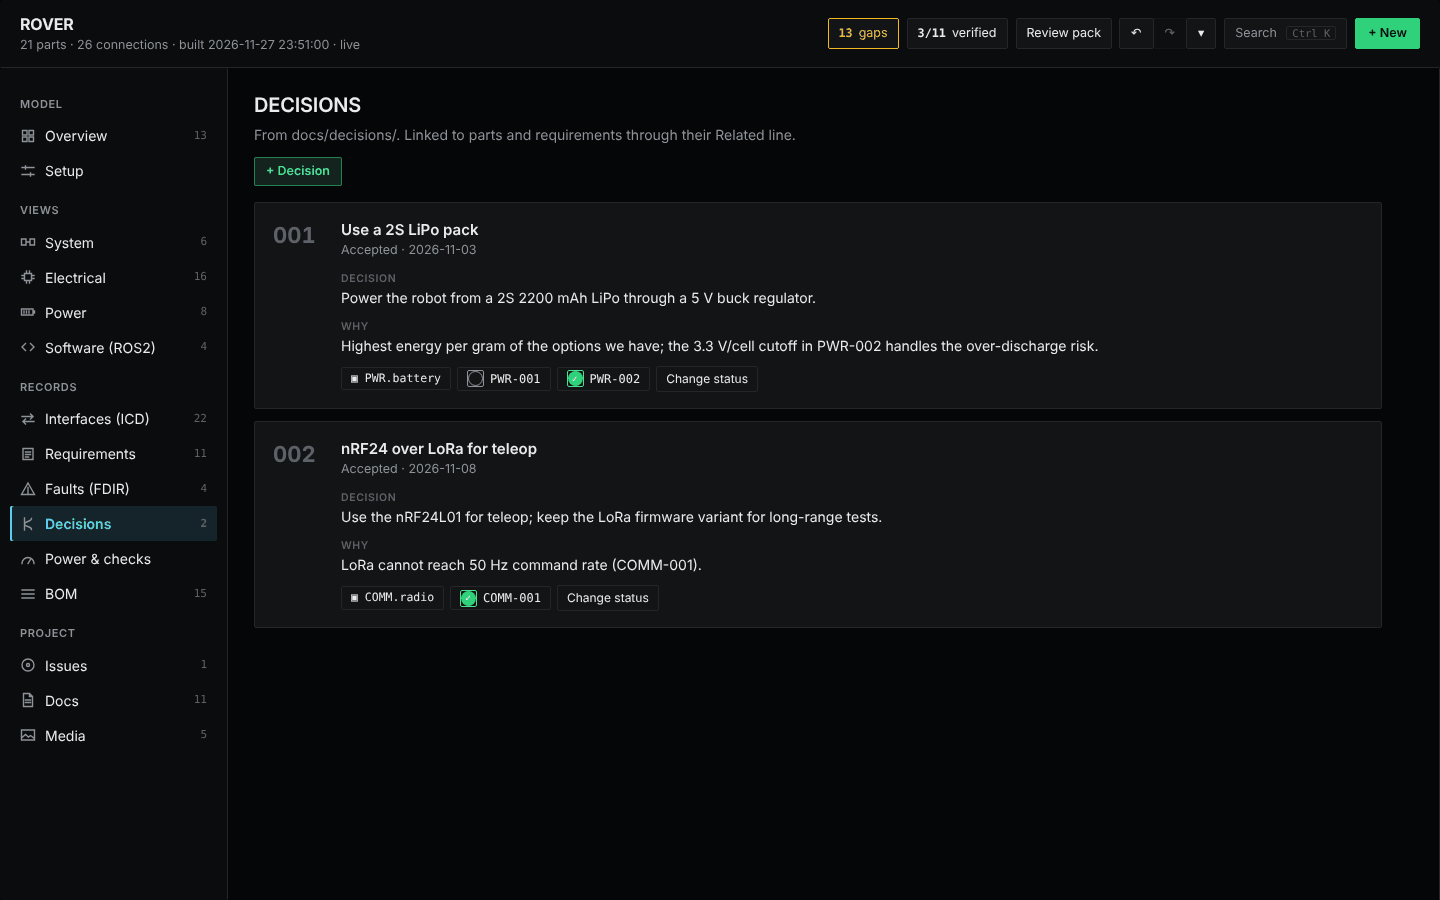 ROVER
21 parts · 26 connections · built 2026-11-27 23:51:00 · live
13 gaps
3/11 verified
Review pack
Search Ctrl K
+ New
MODEL
Overview 13
Setup
VIEWS
System 6
Electrical 16
Power 8
Software (ROS2) 4
RECORDS
Interfaces (ICD) 22
Requirements 11
Faults (FDIR) 4
Decisions 2
Power & checks
BOM 15
PROJECT
Issues 1
Docs 11
Media 5
DECISIONS
From docs/decisions/. Linked to parts and requirements through their Related line.
+ Decision
001
Use a 2S LiPo pack
Accepted · 2026-11-03
DECISION
Power the robot from a 2S 2200 mAh LiPo through a 5 V buck regulator.
WHY
Highest energy per gram of the options we have; the 3.3 V/cell cutoff in PWR-002 handles the over-discharge risk.
PWR.battery PWR-001 PWR-002 Change status
002
nRF24 over LoRa for teleop
Accepted · 2026-11-08
DECISION
Use the nRF24L01 for teleop; keep the LoRa firmware variant for long-range tests.
WHY
LoRa cannot reach 50 Hz command rate (COMM-001).
COMM.radio COMM-001 Change status